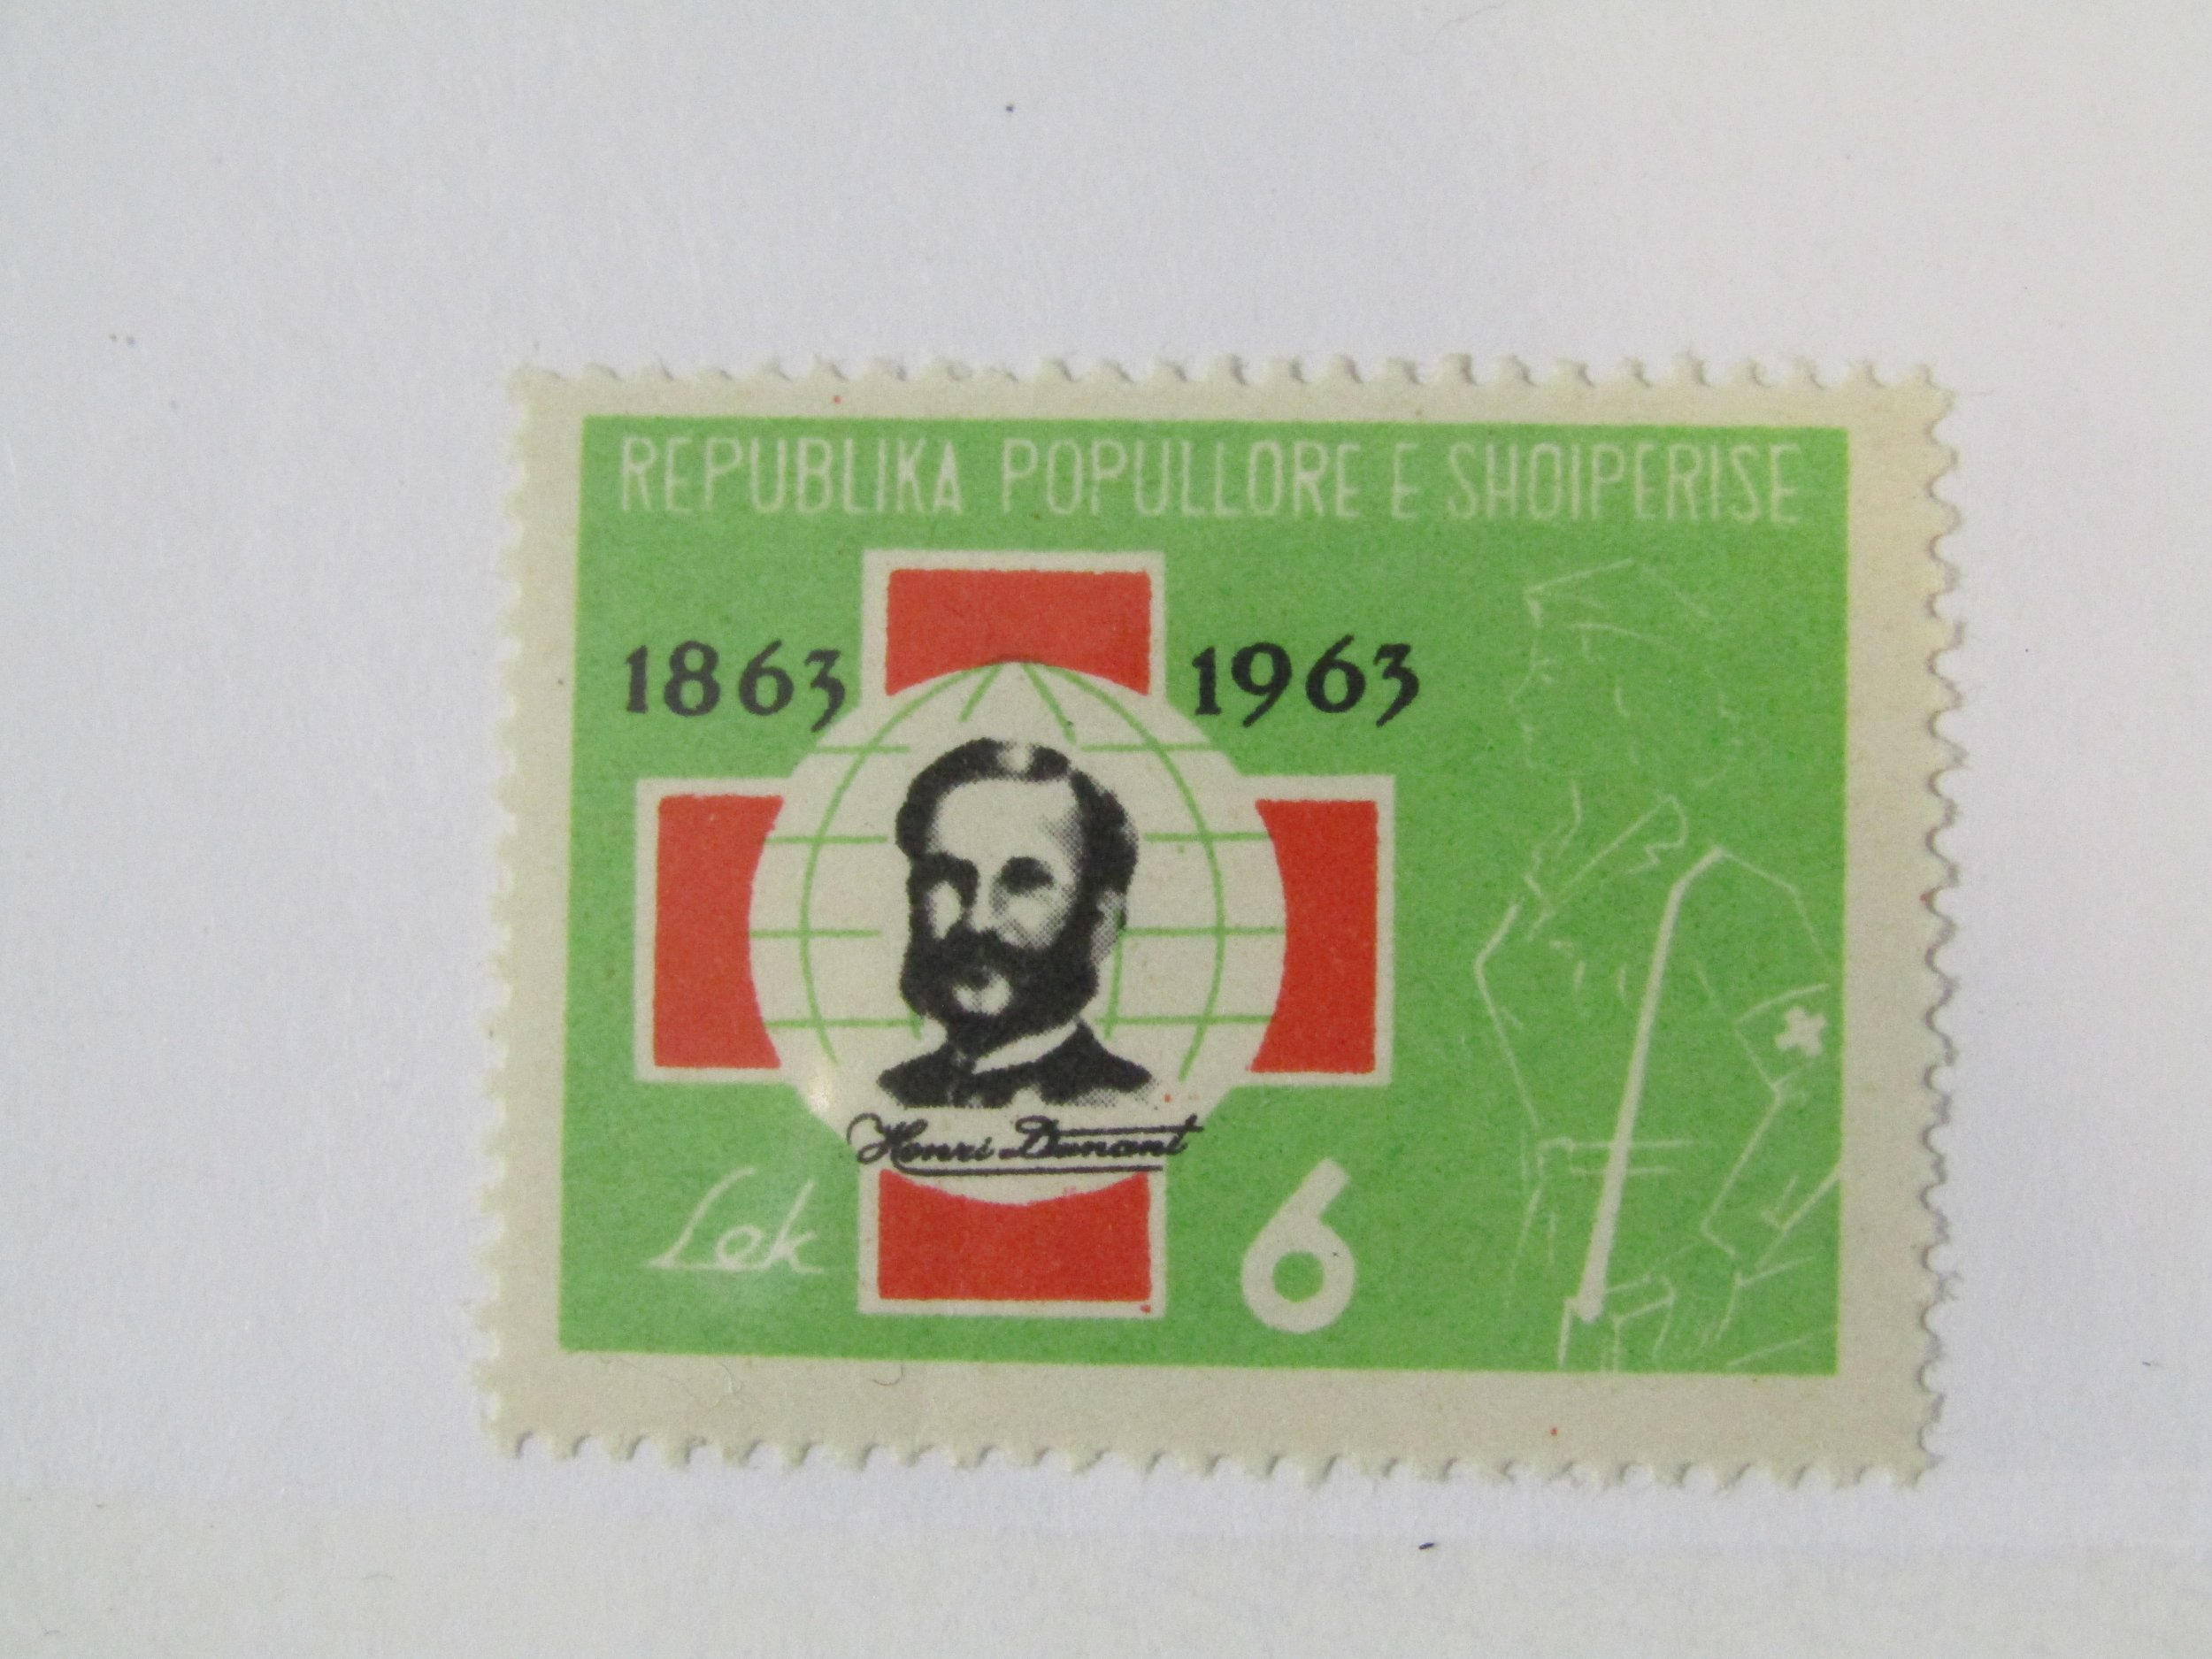 REPUBLIKA POPULLORE E SHQIPERISE
1863 1963
Henri Dunant
Lek 6